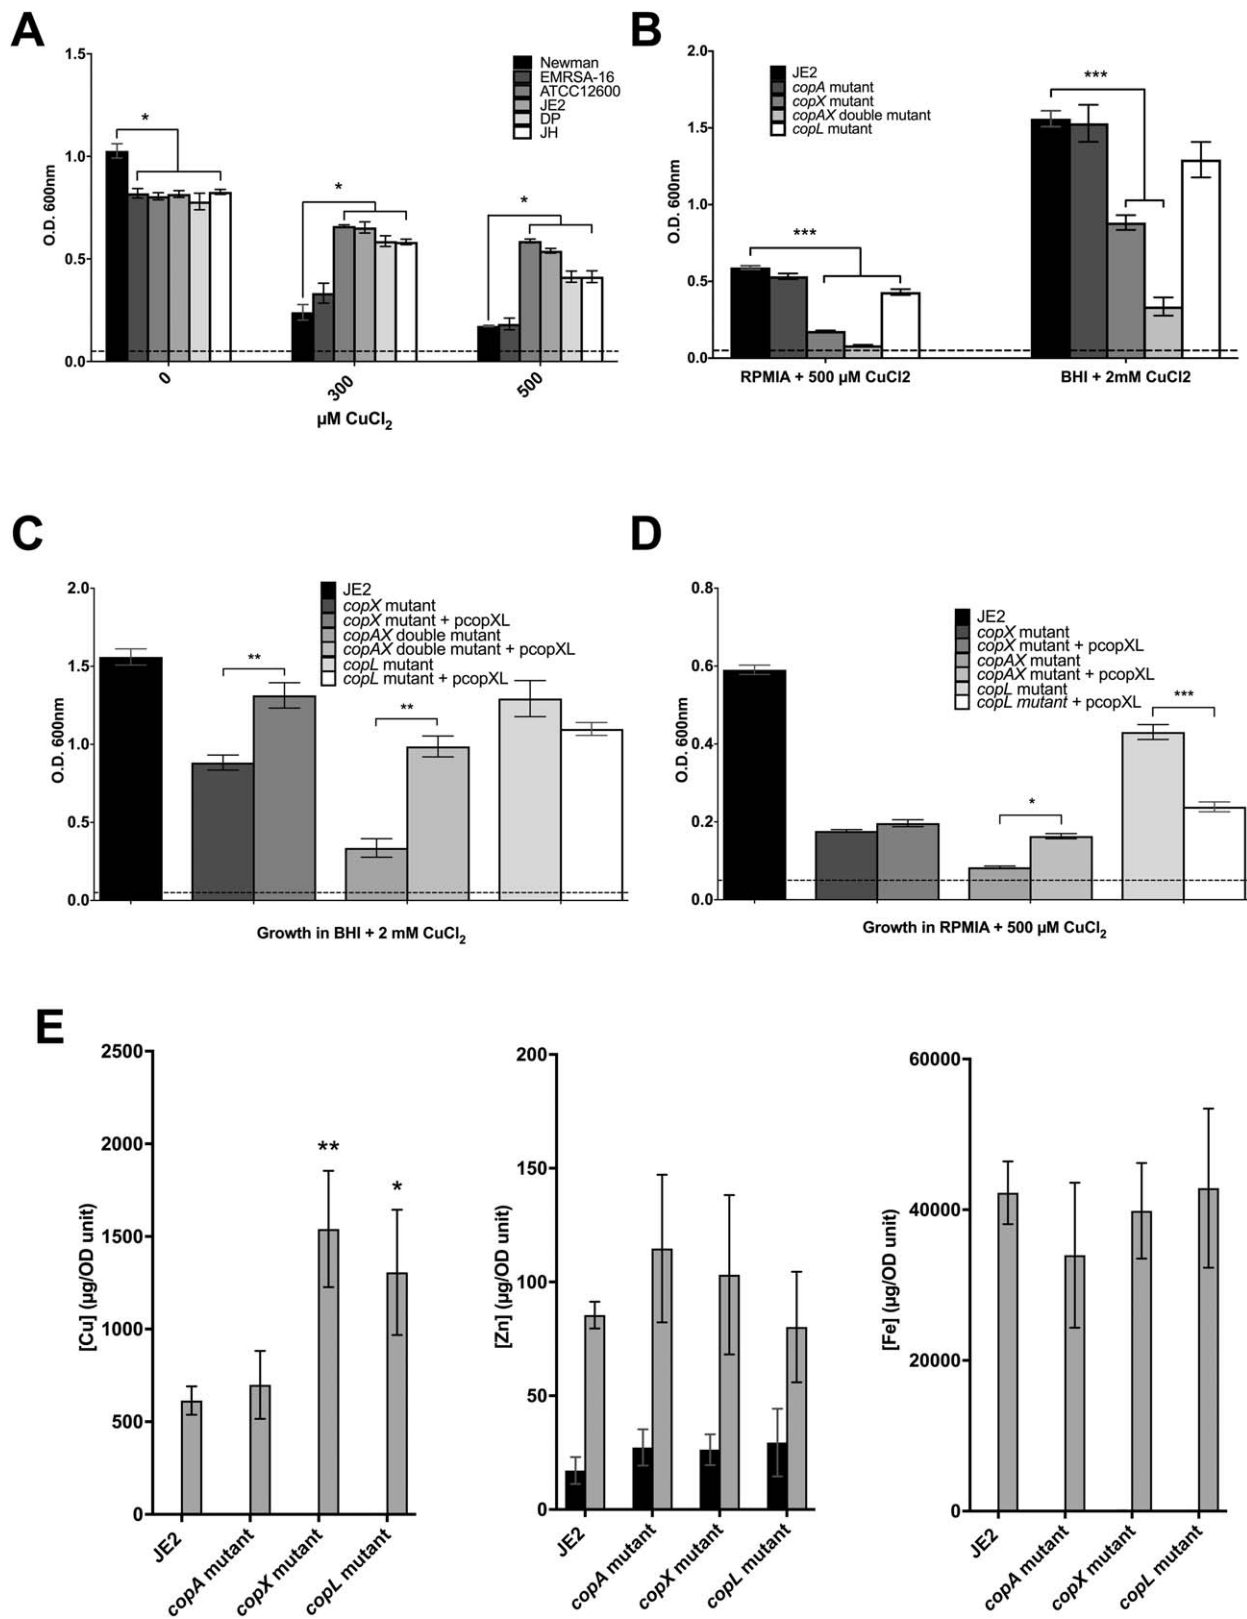 A
1.5
1.0
0.5
0.0
O.D. 600nm
Newman
EMRSA-16
ATCC12600
JE2
DP
JH
*
*
*
0
300
500
µM CuCl2
B
2.0
1.5
1.0
0.5
0.0
O.D. 600nm
JE2
copA mutant
copX mutant
copAX double mutant
copL mutant
***
***
RPMIA + 500 µM CuCl2
BHI + 2mM CuCl2
C
2.0
1.5
1.0
0.5
0.0
O.D. 600nm
JE2
copX mutant
copX mutant + pcopXL
copAX double mutant
copAX double mutant + pcopXL
copL mutant
copL mutant + pcopXL
**
**
Growth in BHI + 2 mM CuCl2
D
0.8
0.6
0.4
0.2
0.0
O.D. 600nm
JE2
copX mutant
copX mutant + pcopXL
copAX mutant
copAX mutant + pcopXL
copL mutant
copL mutant + pcopXL
*
***
Growth in RPMIA + 500 µM CuCl2
E
2500
2000
1500
1000
500
0
[Cu] (µg/OD unit)
**
*
JE2
copA mutant
copX mutant
copL mutant
200
150
100
50
0
[Zn] (µg/OD unit)
JE2
copA mutant
copX mutant
copL mutant
60000
40000
20000
0
[Fe] (µg/OD unit)
JE2
copA mutant
copX mutant
copL mutant